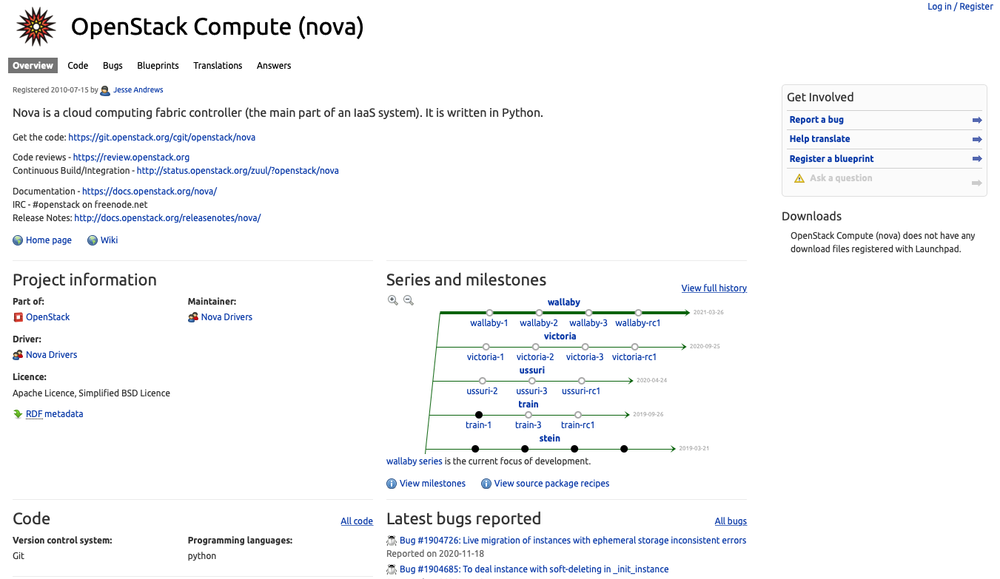 Log in / Register
OpenStack Compute (nova)
Overview Code Bugs Blueprints Translations Answers
Registered 2010-07-15 by Jesse Andrews
Nova is a cloud computing fabric controller (the main part of an IaaS system). It is written in Python.
Get the code: https://git.openstack.org/cgit/openstack/nova
Code reviews - https://review.openstack.org
Continuous Build/Integration - http://status.openstack.org/zuul/?openstack/nova
Documentation - https://docs.openstack.org/nova/
IRC - #openstack on freenode.net
Release Notes: http://docs.openstack.org/releasenotes/nova/
Home page Wiki
Get Involved
Report a bug
Help translate
Register a blueprint
Ask a question
Downloads
OpenStack Compute (nova) does not have any
download files registered with Launchpad.
Project information
Part of: Maintainer:
OpenStack Nova Drivers
Driver:
Nova Drivers
Licence:
Apache Licence, Simplified BSD Licence
RDF metadata
Series and milestones
View full history
wallaby
2021-03-26
wallaby-1 wallaby-2 wallaby-3 wallaby-rc1
victoria
2020-09-25
victoria-1 victoria-2 victoria-3 victoria-rc1
ussuri
2020-04-24
ussuri-2 ussuri-3 ussuri-rc1
train
2019-09-26
train-1 train-3 train-rc1
stein
2019-03-21
wallaby series is the current focus of development.
View milestones View source package recipes
Code All code
Version control system: Programming languages:
Git python
Latest bugs reported All bugs
Bug #1904726: Live migration of instances with ephemeral storage inconsistent errors
Reported on 2020-11-18
Bug #1904685: To deal instance with soft-deleting in _init_instance